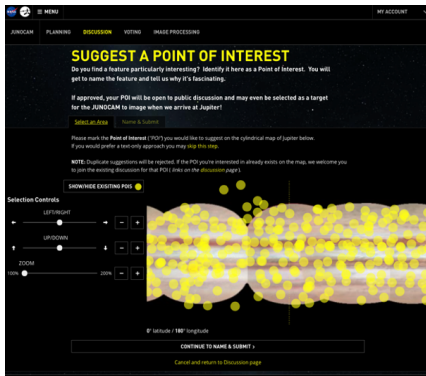 NASA
MENU
MY ACCOUNT
JUNOCAM PLANNING DISCUSSION VOTING IMAGE PROCESSING
SUGGEST A POINT OF INTEREST
Do you find a feature particularly interesting? Identify it here as a Point of Interest. You will
get to name the feature and tell us why it's fascinating.
If approved, your POI will be open to public discussion and may even be selected as a target
for the JUNOCAM to image when we arrive at Jupiter!
Select an Area Name & Submit
Please mark the Point of Interest ("POI") you would like to suggest on the cylindrical map of Jupiter below.
If you would prefer a text-only approach you may skip this step.
NOTE: Duplicate suggestions will be rejected. If the POI you're interested in already exists on the map, we welcome you
to join the existing discussion for that POI ( links on the discussion page ).
SHOW/HIDE EXISITING POIS
Selection Controls
LEFT/RIGHT
- +
UP/DOWN
- +
ZOOM
100% 200% - +
0° latitude / 180° longitude
CONTINUE TO NAME & SUBMIT ›
Cancel and return to Discussion page